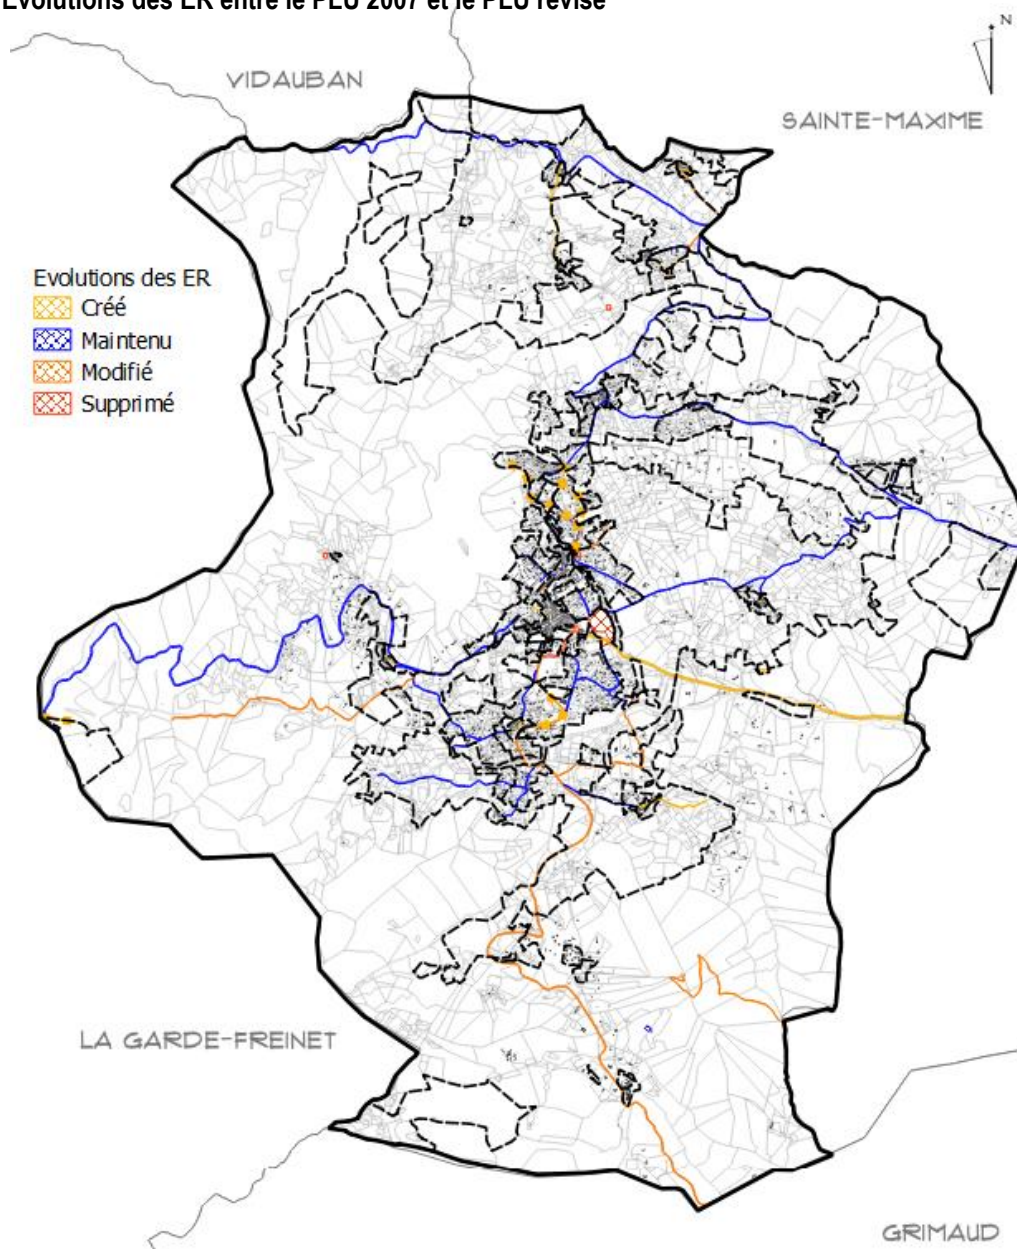 Evolutions des ER entre le PLU 2007 et le PLU révisé
N
VIDAUBAN
SAINTE-MAXIME
Evolutions des ER
Créé
Maintenu
Modifié
Supprimé
LA GARDE-FREINET
GRIMAUD